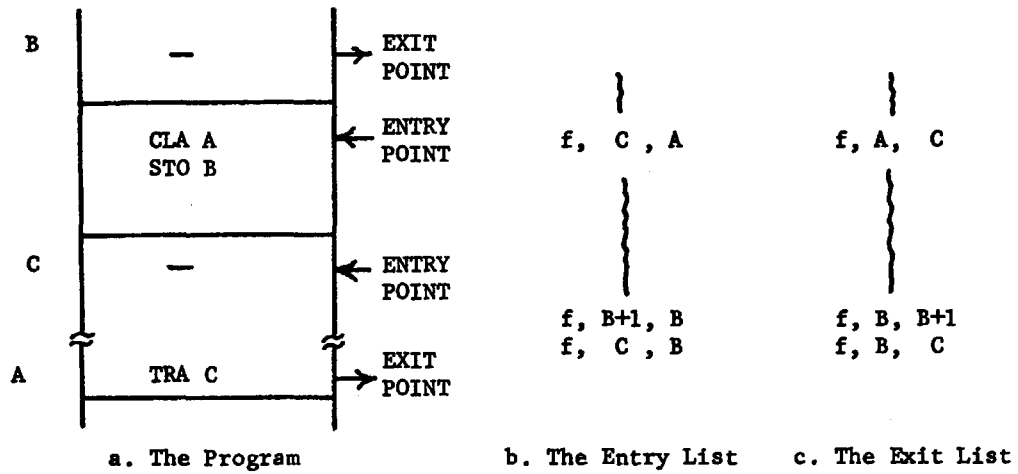 B
EXIT
POINT
CLA A
STO B
ENTRY
POINT
C
ENTRY
POINT
A
TRA C
EXIT
POINT
a. The Program
f, C , A
f, B+1, B
f, C , B
b. The Entry List
f, A, C
f, B, B+1
f, B, C
c. The Exit List